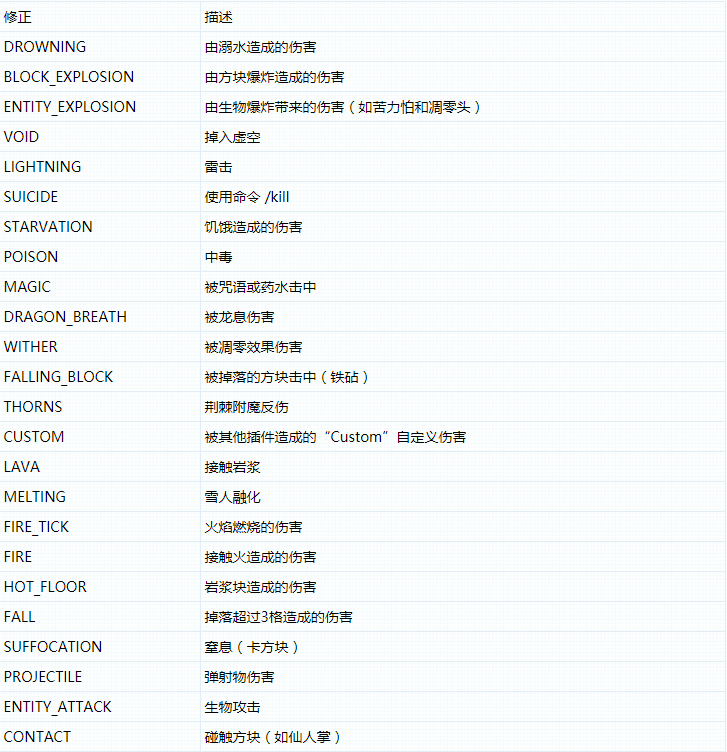 修正 描述
DROWNING 由溺水造成的伤害
BLOCK_EXPLOSION 由方块爆炸造成的伤害
ENTITY_EXPLOSION 由生物爆炸带来的伤害（如苦力怕和凋零头）
VOID 掉入虚空
LIGHTNING 雷击
SUICIDE 使用命令 /kill
STARVATION 饥饿造成的伤害
POISON 中毒
MAGIC 被咒语或药水击中
DRAGON_BREATH 被龙息伤害
WITHER 被凋零效果伤害
FALLING_BLOCK 被掉落的方块击中（铁砧）
THORNS 荆棘附魔反伤
CUSTOM 被其他插件造成的“Custom”自定义伤害
LAVA 接触岩浆
MELTING 雪人融化
FIRE_TICK 火焰燃烧的伤害
FIRE 接触火造成的伤害
HOT_FLOOR 岩浆块造成的伤害
FALL 掉落超过3格造成的伤害
SUFFOCATION 窒息（卡方块）
PROJECTILE 弹射物伤害
ENTITY_ATTACK 生物攻击
CONTACT 碰触方块（如仙人掌）